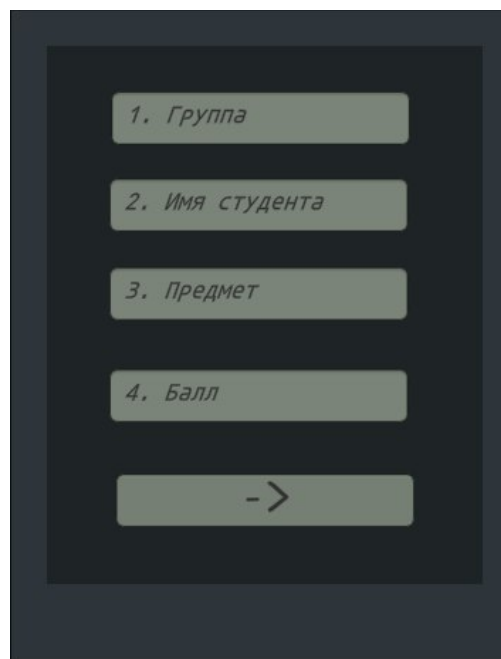 1. Группа
2. Имя студента
3. Предмет
4. Балл
->